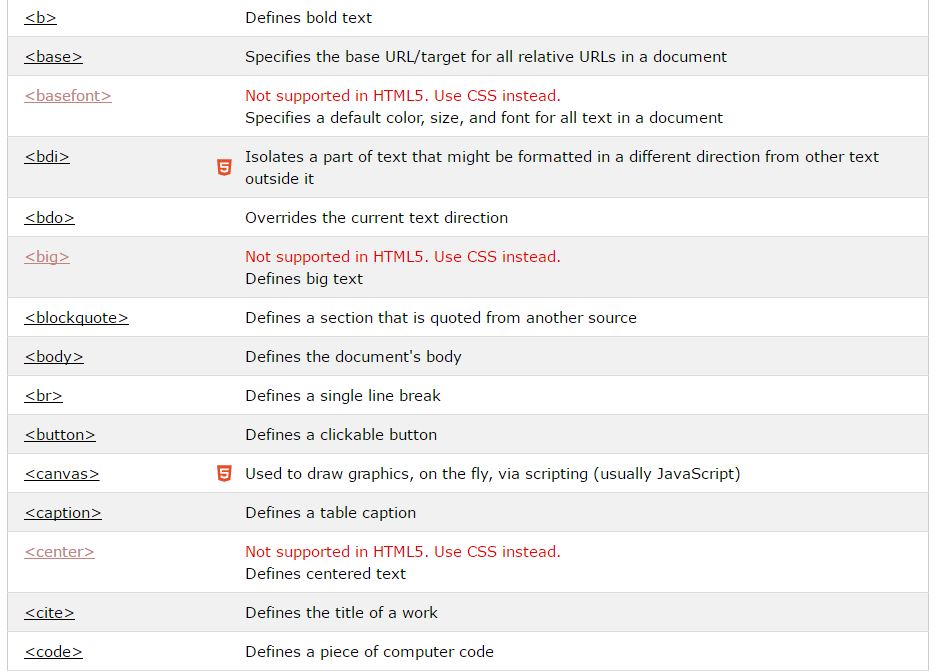 <b> Defines bold text
<base> Specifies the base URL/target for all relative URLs in a document
<basefont> Not supported in HTML5. Use CSS instead.
Specifies a default color, size, and font for all text in a document
<bdi> 5 Isolates a part of text that might be formatted in a different direction from other text
outside it
<bdo> Overrides the current text direction
<big> Not supported in HTML5. Use CSS instead.
Defines big text
<blockquote> Defines a section that is quoted from another source
<body> Defines the document's body
<br> Defines a single line break
<button> Defines a clickable button
<canvas> 5 Used to draw graphics, on the fly, via scripting (usually JavaScript)
<caption> Defines a table caption
<center> Not supported in HTML5. Use CSS instead.
Defines centered text
<cite> Defines the title of a work
<code> Defines a piece of computer code